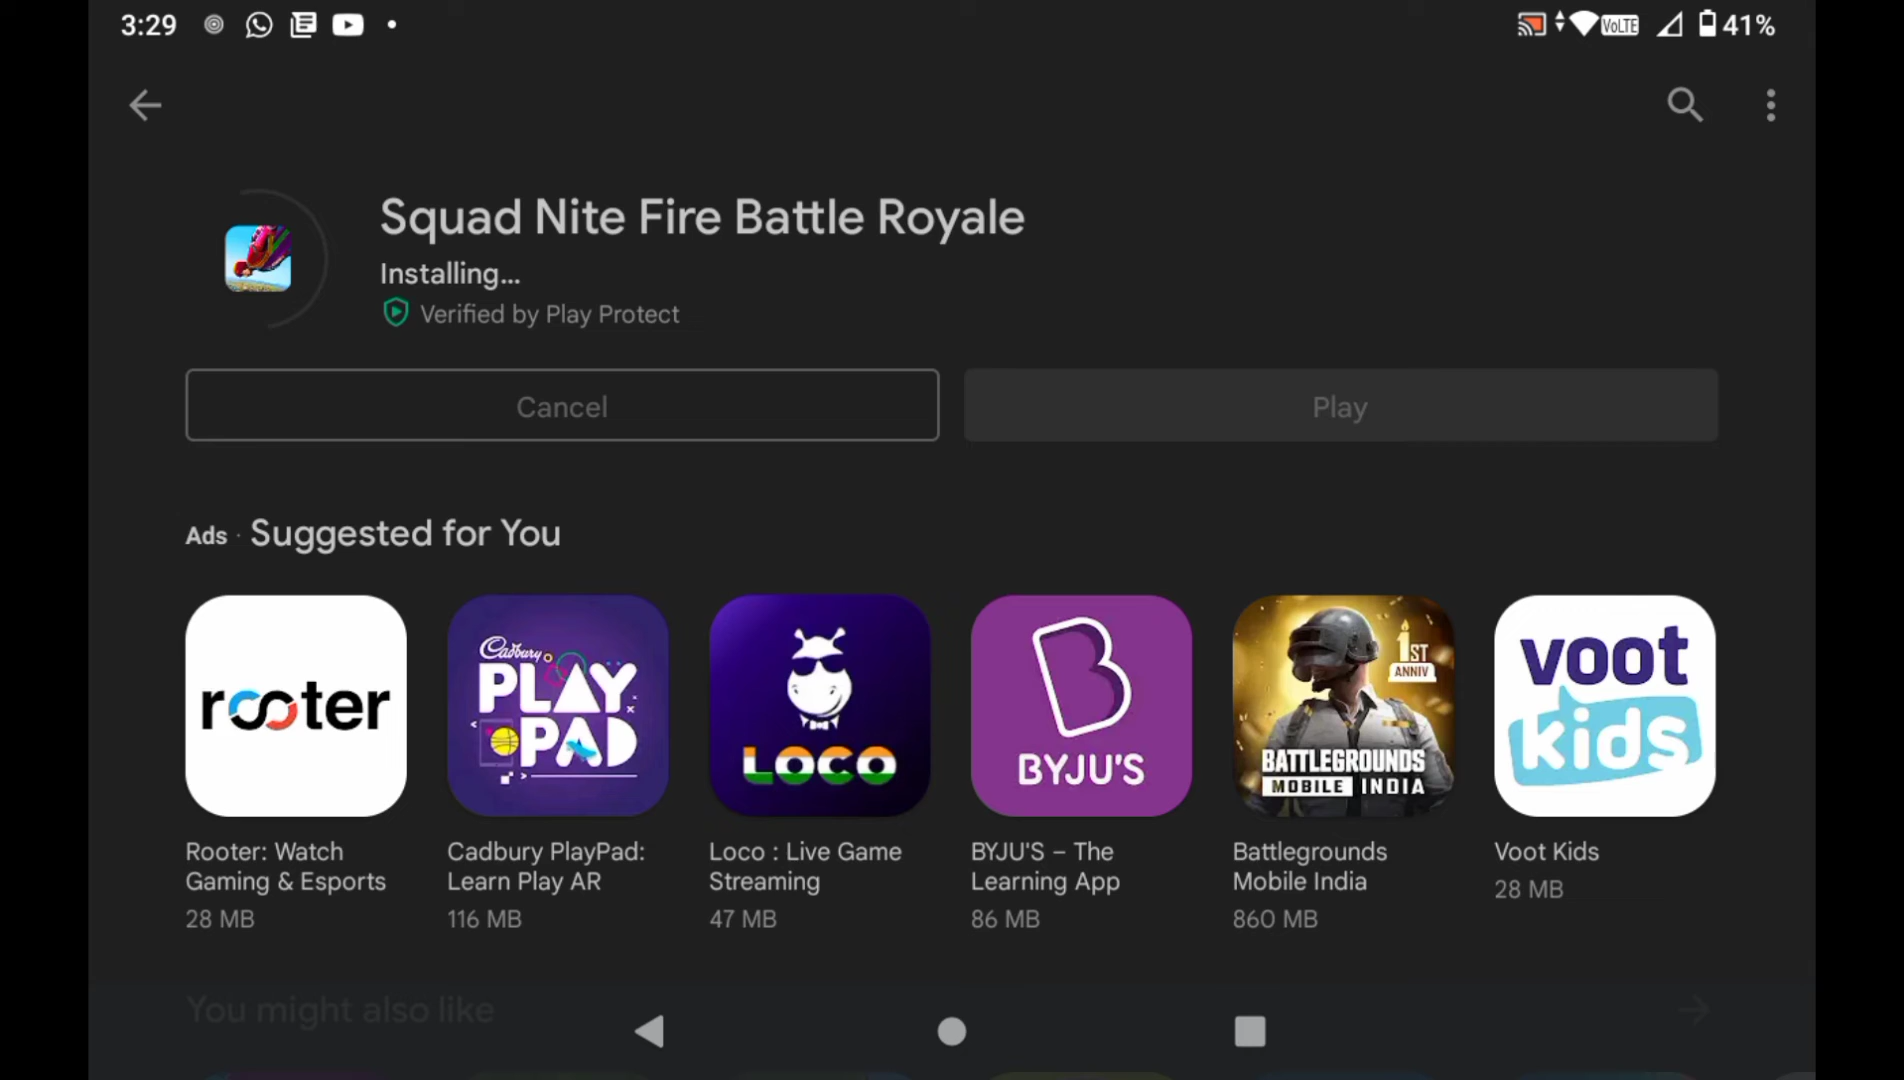 3:29
VoLTE
41%
Squad Nite Fire Battle Royale
Installing...
Verified by Play Protect
Cancel
Play
Ads · Suggested for You
rooter
Cadbury
PLAY
PAD
LOCO
BYJU'S
1ST
ANNIV
BATTLEGROUNDS
MOBILE INDIA
voot
kids
Rooter: Watch
Gaming & Esports
28 MB
Cadbury PlayPad:
Learn Play AR
116 MB
Loco : Live Game
Streaming
47 MB
BYJU'S – The
Learning App
86 MB
Battlegrounds
Mobile India
860 MB
Voot Kids
28 MB
You might also like